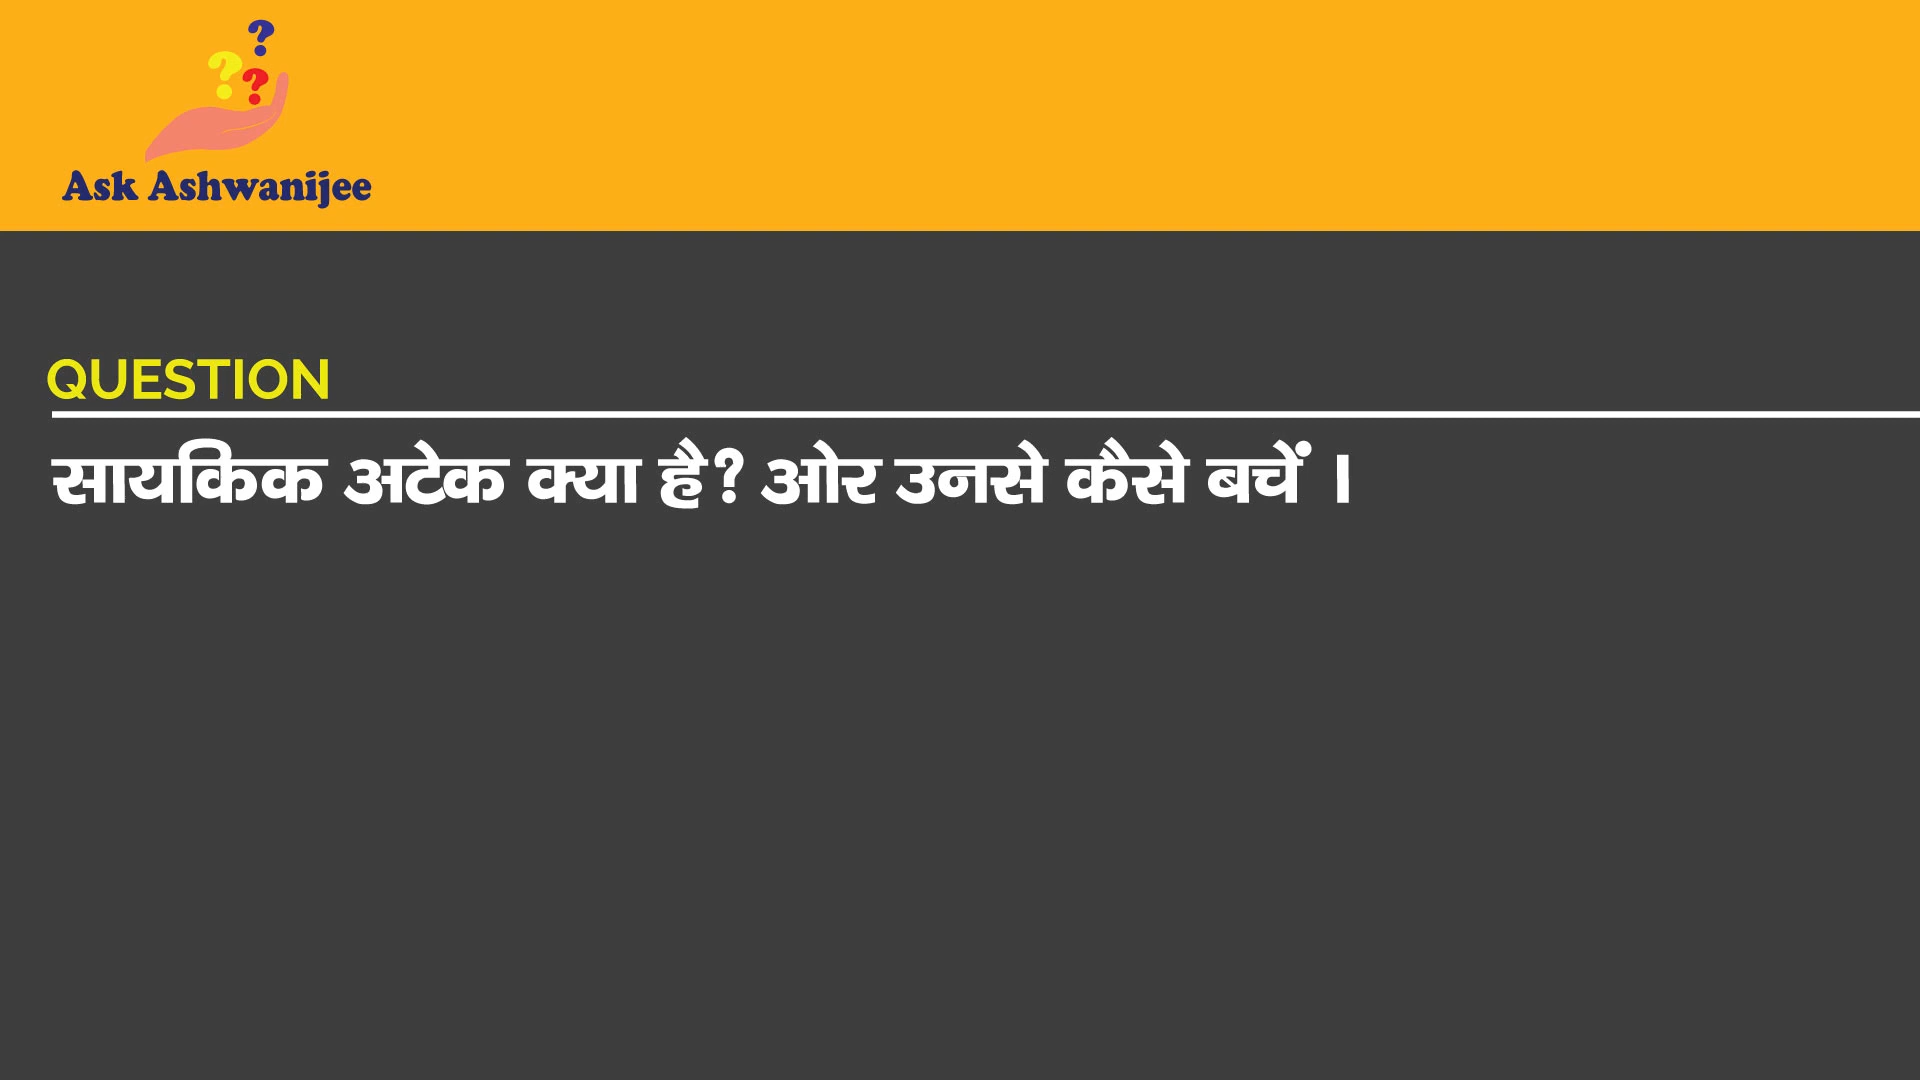 ? ? ?
Ask Ashwanijee
QUESTION
सायकिक अटेक क्या है? ओर उनसे कैसे बचें ।